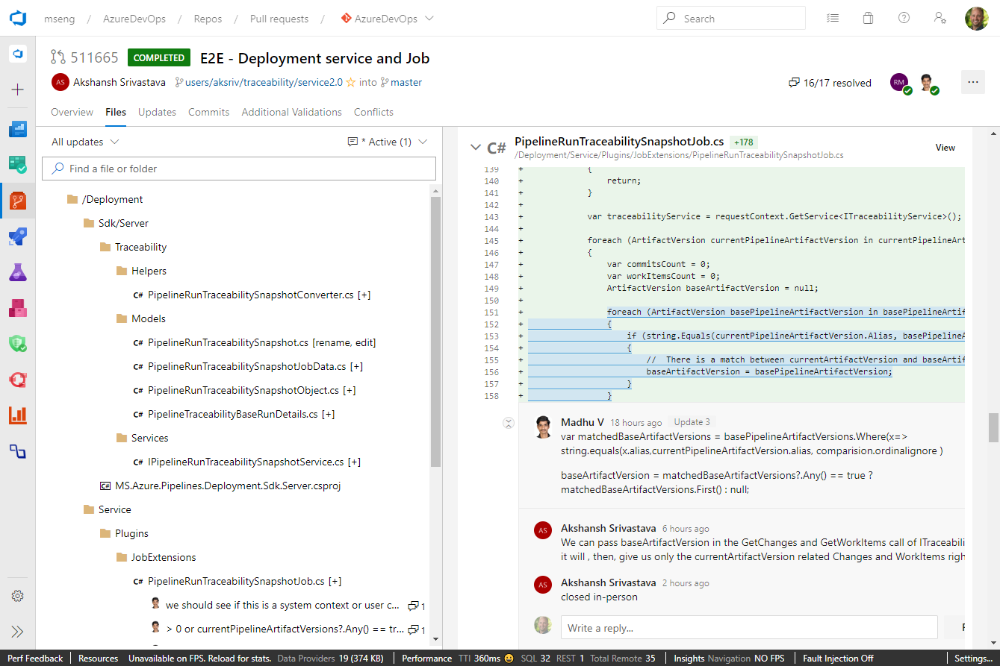 mseng / AzureDevOps / Repos / Pull requests / AzureDevOps
Search
511665 COMPLETED E2E - Deployment service and Job
AS Akshansh Srivastava users/aksriv/traceability/service2.0 into master
16/17 resolved
RM
Overview Files Updates Commits Additional Validations Conflicts
All updates
* Active (1)
Find a file or folder
/Deployment
Sdk/Server
Traceability
Helpers
C# PipelineRunTraceabilitySnapshotConverter.cs [+]
Models
C# PipelineRunTraceabilitySnapshot.cs [rename, edit]
C# PipelineRunTraceabilitySnapshotJobData.cs [+]
C# PipelineRunTraceabilitySnapshotObject.cs [+]
C# PipelineTraceabilityBaseRunDetails.cs [+]
Services
C# IPipelineRunTraceabilitySnapshotService.cs [+]
C# MS.Azure.Pipelines.Deployment.Sdk.Server.csproj
Service
Plugins
JobExtensions
C# PipelineRunTraceabilitySnapshotJob.cs [+]
we should see if this is a system context or user c... 1
> 0 or currentPipelineArtifactVersions?.Any() == tr... 1
C# PipelineRunTraceabilitySnapshotJob.cs +178
/Deployment/Service/Plugins/JobExtensions/PipelineRunTraceabilitySnapshotJob.cs
View
139 + {
140 + return;
141 + }
142 +
143 + var traceabilityService = requestContext.GetService<ITraceabilityService>();
144 +
145 + foreach (ArtifactVersion currentPipelineArtifactVersion in currentPipelineArt
146 + {
147 + var commitsCount = 0;
148 + var workItemsCount = 0;
149 + ArtifactVersion baseArtifactVersion = null;
150 +
151 + foreach (ArtifactVersion basePipelineArtifactVersion in basePipelineArtif
152 + {
153 + if (string.Equals(currentPipelineArtifactVersion.Alias, basePipelineA
154 + {
155 + // There is a match between currentArtifactVersion and baseArtif
156 + baseArtifactVersion = basePipelineArtifactVersion;
157 + }
158 + }
Madhu V 18 hours ago Update 3
var matchedBaseArtifactVersions = basePipelineArtifactVersions.Where(x=>
string.equals(x.alias,currentPipelineArtifactVersion.alias, comparision.ordinalignore )
baseArtifactVersion = matchedBaseArtifactVersions?.Any() == true ?
matchedBaseArtifactVersions.First() : null;
AS Akshansh Srivastava 6 hours ago
We can pass baseArtifactVersion in the GetChanges and GetWorkItems call of ITraceabili
it will , then, give us only the currentArtifactVersion related Changes and WorkItems righ
AS Akshansh Srivastava 2 hours ago
closed in-person
Write a reply...
Perf Feedback Resources Unavailable on FPS. Reload for stats. Data Providers 19 (374 KB) Performance TTI 360ms SQL 32 REST 1 Total Remote 35 Insights Navigation NO FPS Fault Injection Off Settings...